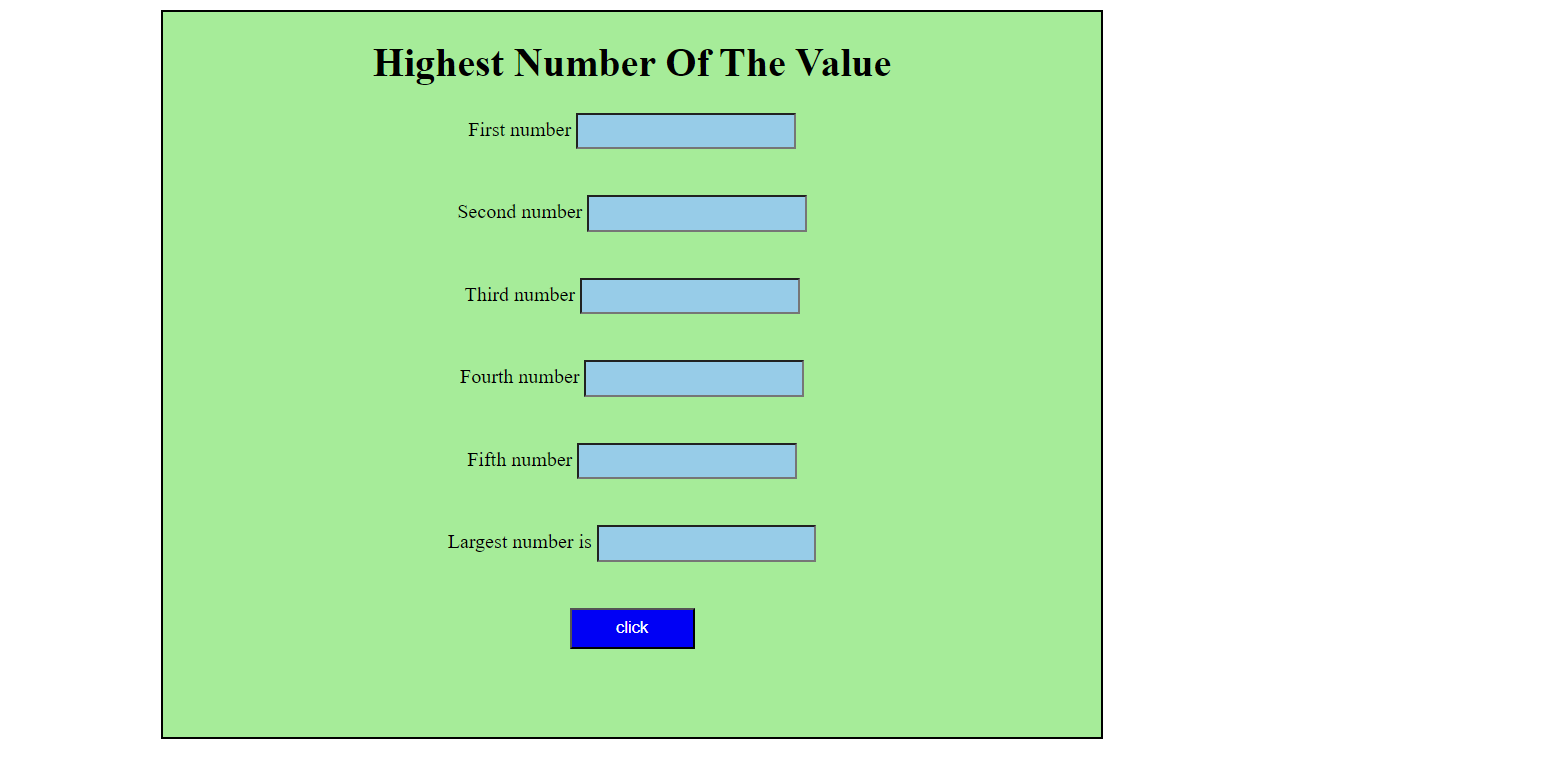 Highest Number Of The Value
First number
Second number
Third number
Fourth number
Fifth number
Largest number is
click